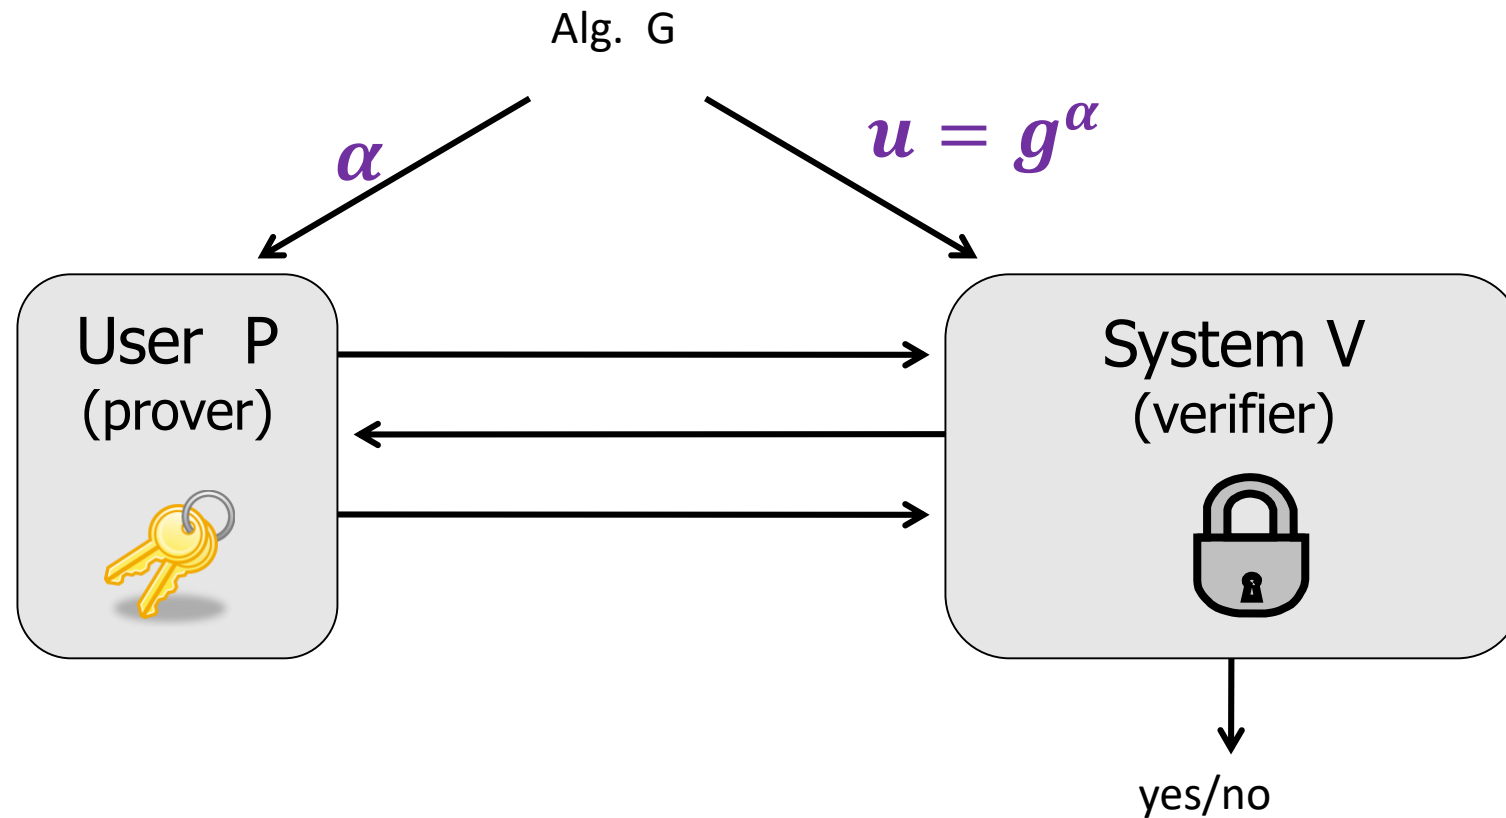 Alg. G
α
u = g^α
User P
(prover)
System V
(verifier)
yes/no